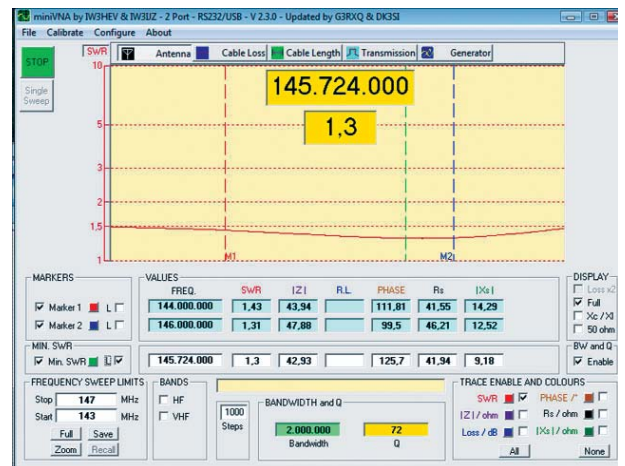 miniVNA by IW3HEV & IW3IJZ - 2 Port - RS232/USB - V 2.3.0 - Updated by G3RXQ & DK3SI
File Calibrate Configure About
STOP SWR Antenna Cable Loss Cable Length Transmission Generator
Single
Sweep
10
145.724.000
1,3
5
3
2
1,5
1
M1 M2
MARKERS VALUES DISPLAY
FREQ. SWR |Z| R.L. PHASE Rs |Xs| Loss x2
Marker 1 L 144.000.000 1,43 43,94 111,81 41,55 14,29 Full
Xc / Xl
Marker 2 L 146.000.000 1,31 47,88 99,5 46,21 12,52 50 ohm
MIN. SWR BW and Q
Min. SWR L 145.724.000 1,3 42,93 125,7 41,94 9,18 Enable
FREQUENCY SWEEP LIMITS BANDS TRACE ENABLE AND COLOURS
Stop 147 MHz HF BANDWIDTH and Q SWR PHASE /°
Start 143 MHz VHF 1000 |Z| / ohm Rs / ohm
Full Save Steps 2.000.000 72 Loss / dB |Xs| / ohm
Zoom Recall Bandwidth Q All None